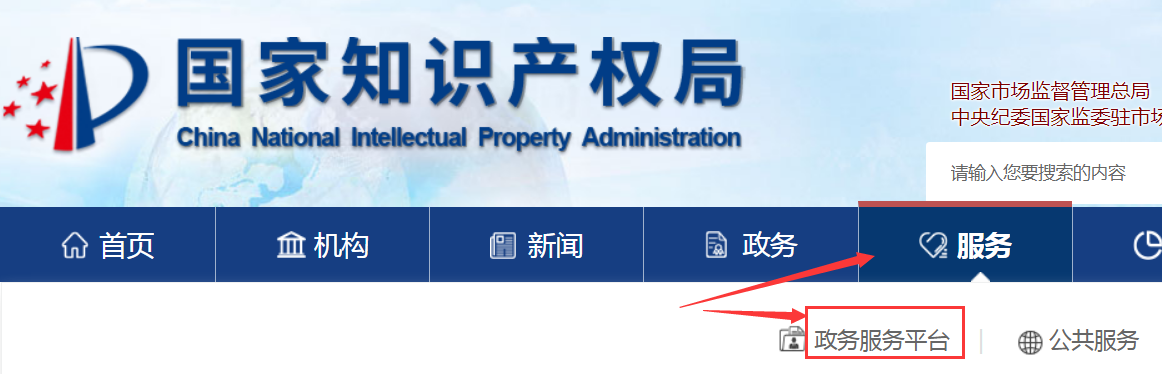 国家知识产权局
China National Intellectual Property Administration
国家市场监督管理总局
中央纪委国家监委驻市场
请输入您要搜索的内容
首页 机构 新闻 政务 服务
政务服务平台 公共服务